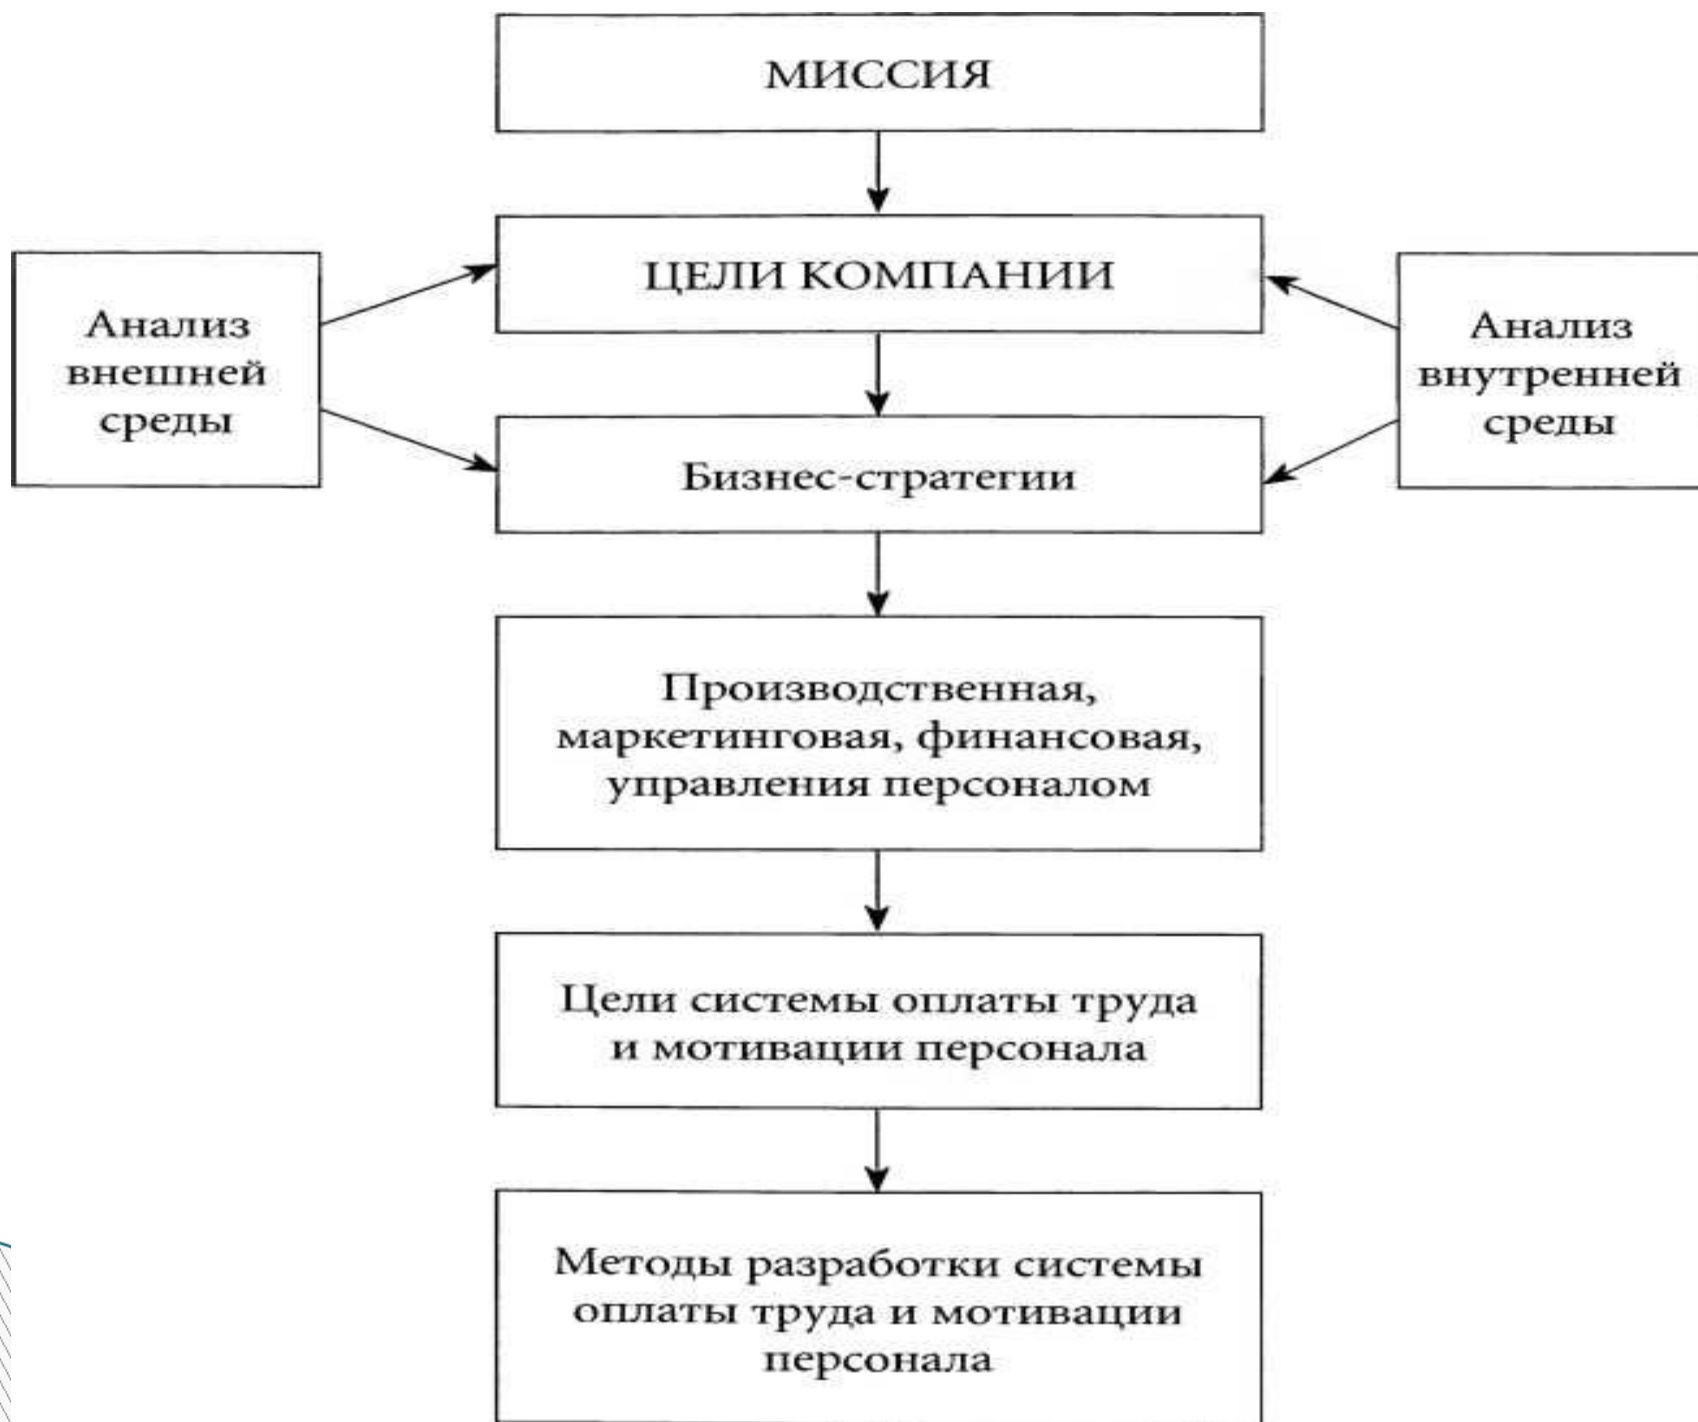 МИССИЯ
ЦЕЛИ КОМПАНИИ
Анализ
внешней
среды
Анализ
внутренней
среды
Бизнес-стратегии
Производственная,
маркетинговая, финансовая,
управления персоналом
Цели системы оплаты труда
и мотивации персонала
Методы разработки системы
оплаты труда и мотивации
персонала